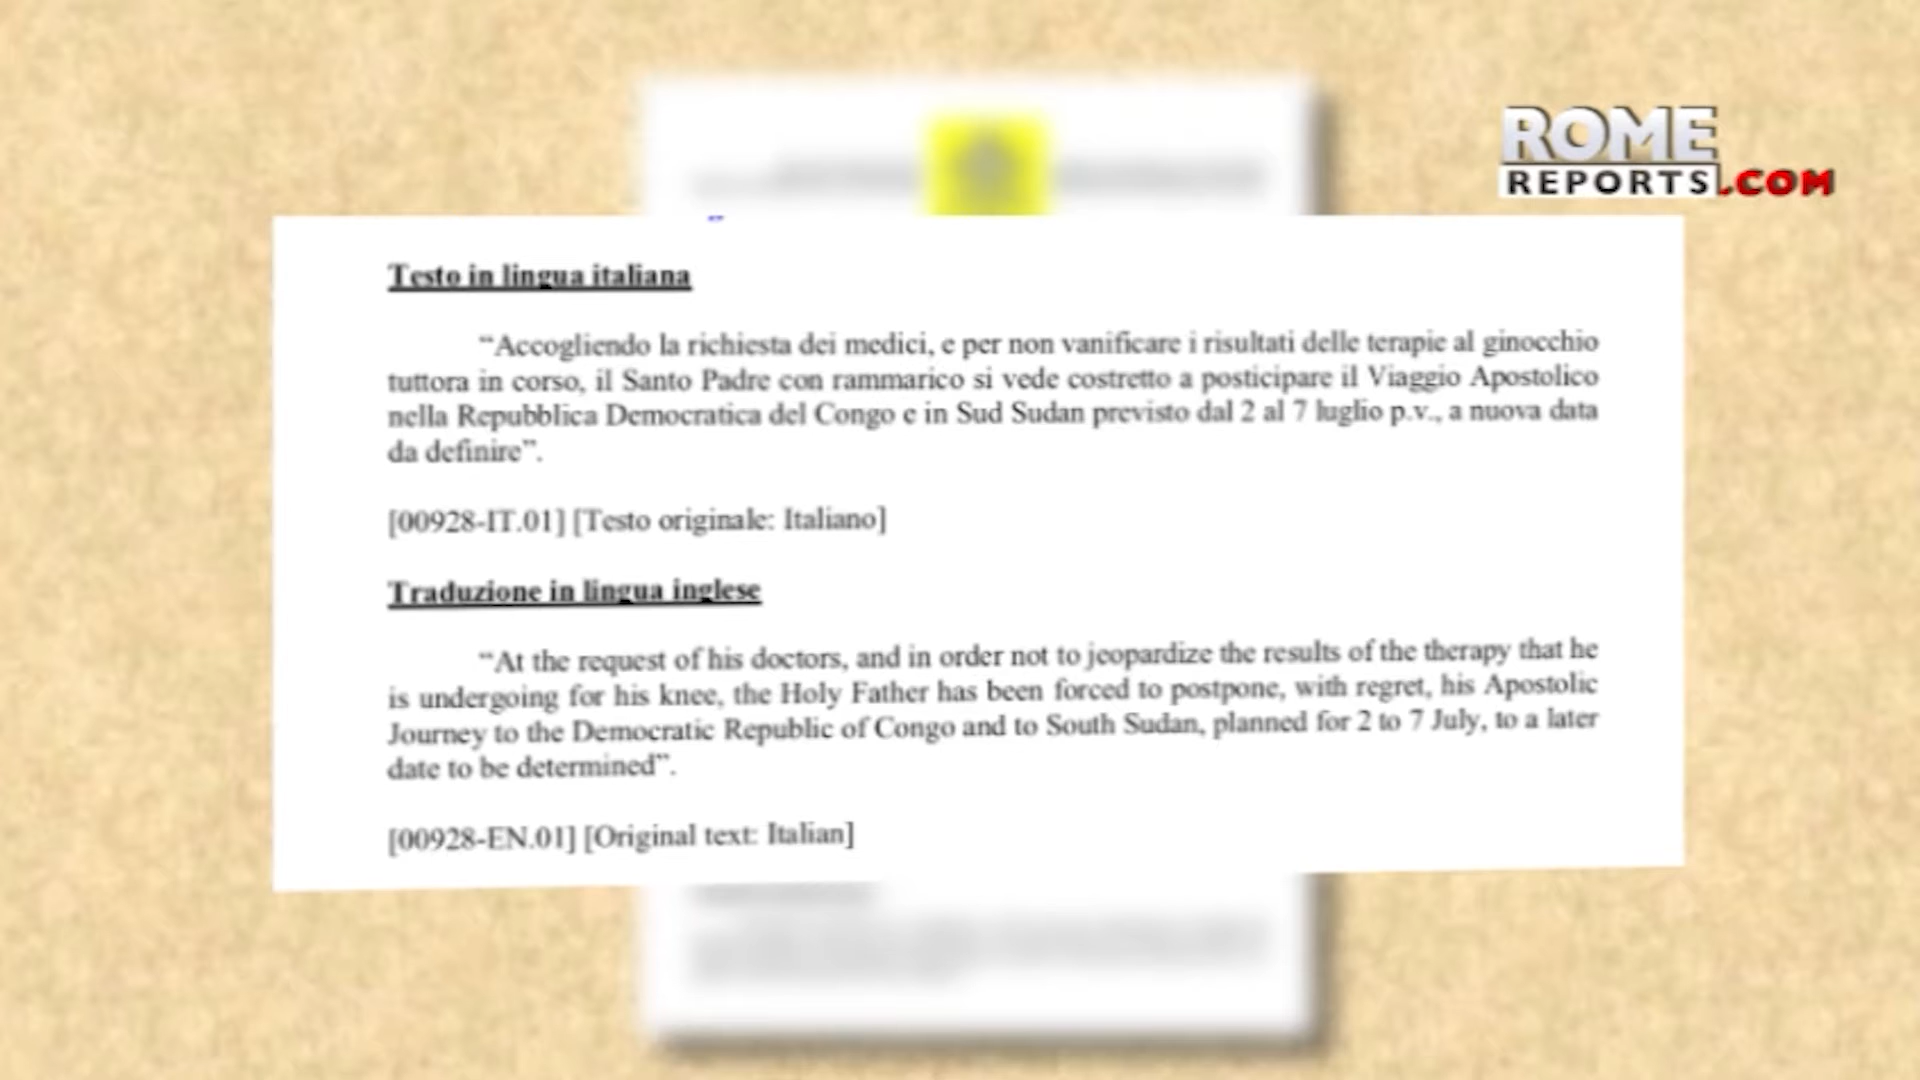 ROME
REPORTS.COM
Testo in lingua italiana
“Accogliendo la richiesta dei medici, e per non vanificare i risultati delle terapie al ginocchio
tuttora in corso, il Santo Padre con rammarico si vede costretto a posticipare il Viaggio Apostolico
nella Repubblica Democratica del Congo e in Sud Sudan previsto dal 2 al 7 luglio p.v., a nuova data
da definire”.
[00928-IT.01] [Testo originale: Italiano]
Traduzione in lingua inglese
“At the request of his doctors, and in order not to jeopardize the results of the therapy that he
is undergoing for his knee, the Holy Father has been forced to postpone, with regret, his Apostolic
Journey to the Democratic Republic of Congo and to South Sudan, planned for 2 to 7 July, to a later
date to be determined”.
[00928-EN.01] [Original text: Italian]